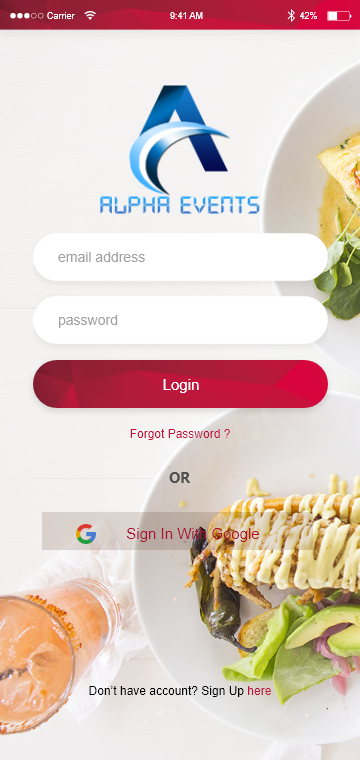 Carrier 9:41 AM 42%
ALPHA EVENTS
email address
password
Login
Forgot Password ?
OR
Sign In With Google
Don't have account? Sign Up here